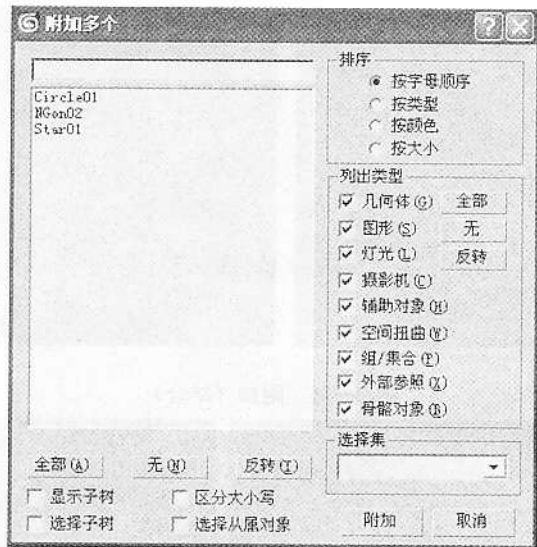 附加多个
Circle01
NGon02
Star01
全部(A) 无(N) 反转(I)
显示子树 区分大小写
选择子树 选择从属对象
排序
按字母顺序
按类型
按颜色
按大小
列出类型
几何体(G) 全部
图形(S) 无
灯光(L) 反转
摄影机(C)
辅助对象(H)
空间扭曲(W)
组/集合(P)
外部参照(X)
骨骼对象(B)
选择集
附加 取消